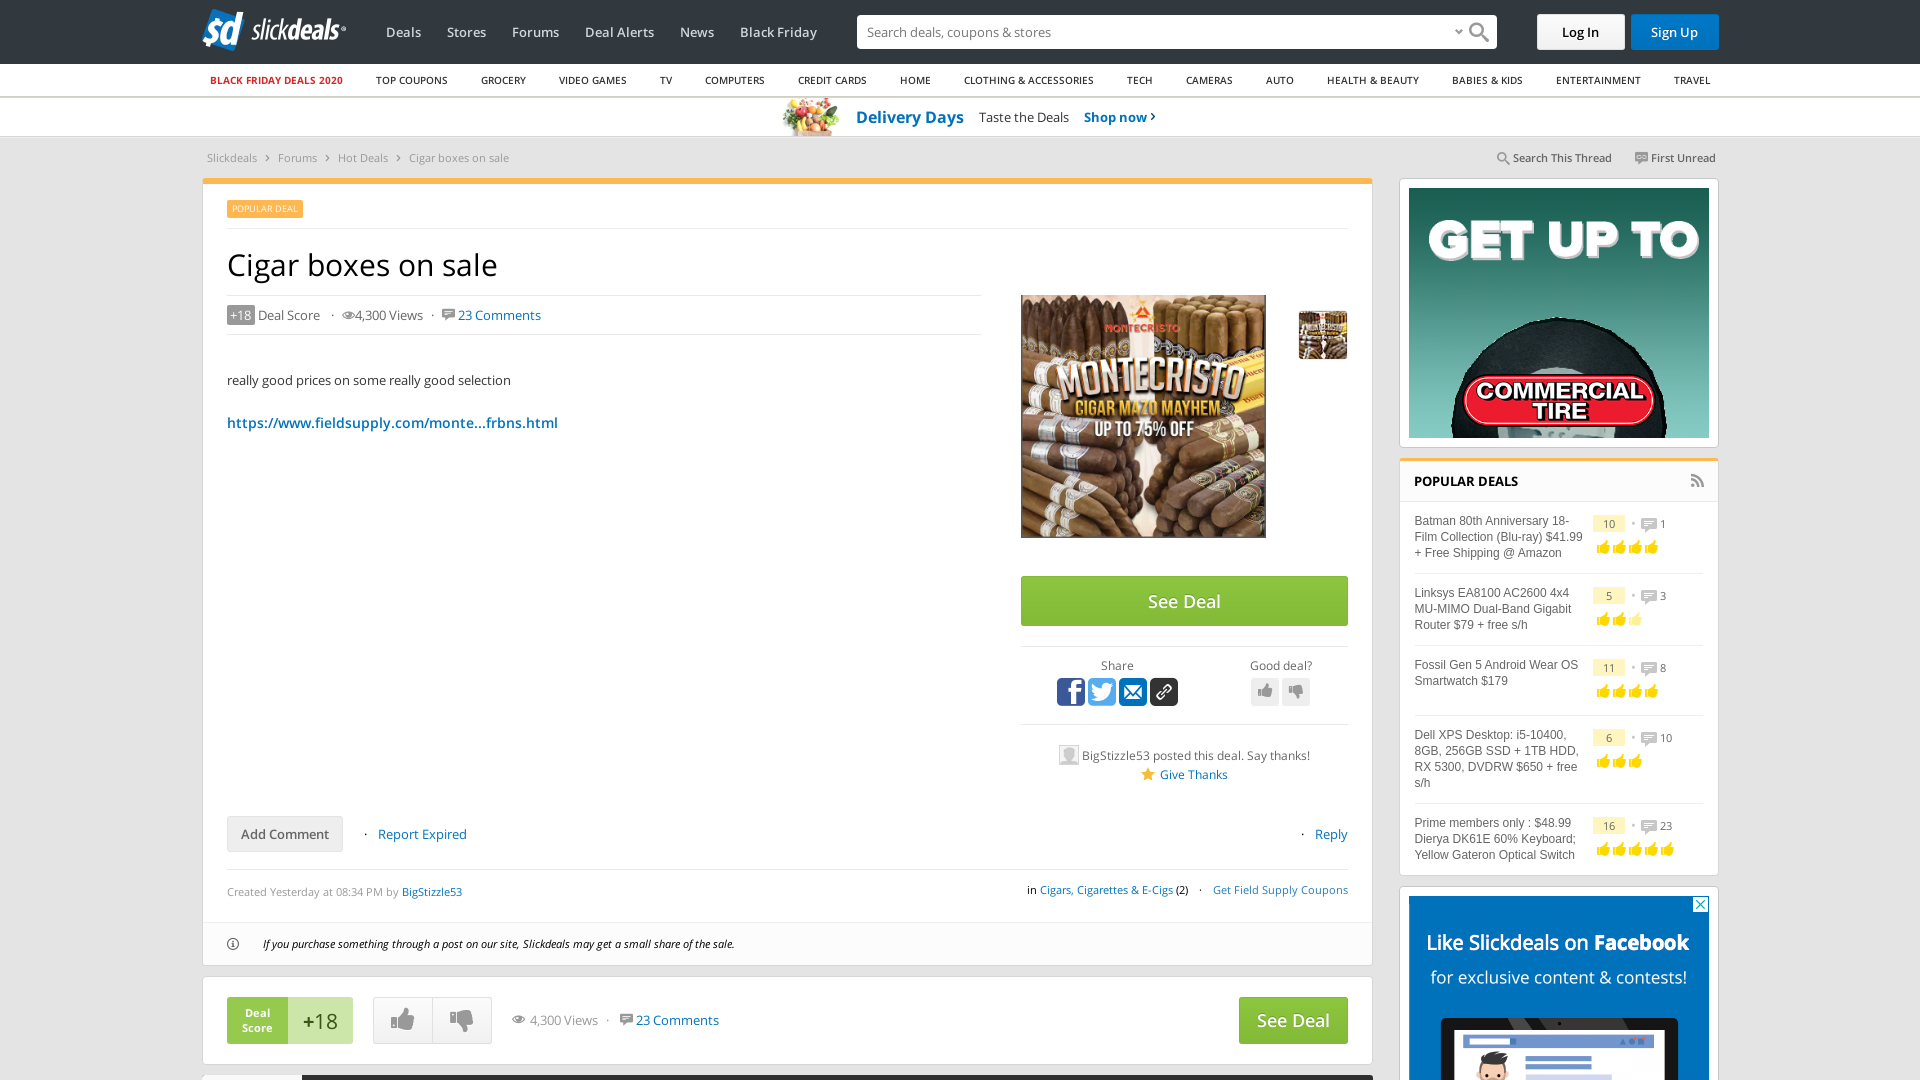 slickdeals
Deals
Stores
Forums
Deal Alerts
News
Black Friday
Search deals, coupons & stores
Log In
Sign Up
BLACK FRIDAY DEALS 2020
TOP COUPONS
GROCERY
VIDEO GAMES
TV
COMPUTERS
CREDIT CARDS
HOME
CLOTHING & ACCESSORIES
TECH
CAMERAS
AUTO
HEALTH & BEAUTY
BABIES & KIDS
ENTERTAINMENT
TRAVEL
Delivery Days Taste the Deals Shop now ›
Slickdeals › Forums › Hot Deals › Cigar boxes on sale
Search This Thread
First Unread
POPULAR DEAL
Cigar boxes on sale
+18 Deal Score · 4,300 Views · 23 Comments
really good prices on some really good selection
https://www.fieldsupply.com/monte...frbns.html
MONTECRISTO
MONTECRISTO
CIGAR MAZO MAYHEM
UP TO 75% OFF
See Deal
Share
Good deal?
BigStizzle53 posted this deal. Say thanks!
Give Thanks
Add Comment
· Report Expired
· Reply
Created Yesterday at 08:34 PM by BigStizzle53
in Cigars, Cigarettes & E-Cigs (2) · Get Field Supply Coupons
If you purchase something through a post on our site, Slickdeals may get a small share of the sale.
Deal
Score
+18
4,300 Views · 23 Comments
See Deal
GET UP TO
COMMERCIAL
TIRE
POPULAR DEALS
Batman 80th Anniversary 18-
Film Collection (Blu-ray) $41.99
+ Free Shipping @ Amazon
10 • 1
Linksys EA8100 AC2600 4x4
MU-MIMO Dual-Band Gigabit
Router $79 + free s/h
5 • 3
Fossil Gen 5 Android Wear OS
Smartwatch $179
11 • 8
Dell XPS Desktop: i5-10400,
8GB, 256GB SSD + 1TB HDD,
RX 5300, DVDRW $650 + free
s/h
6 • 10
Prime members only : $48.99
Dierya DK61E 60% Keyboard;
Yellow Gateron Optical Switch
16 • 23
Like Slickdeals on Facebook
for exclusive content & contests!